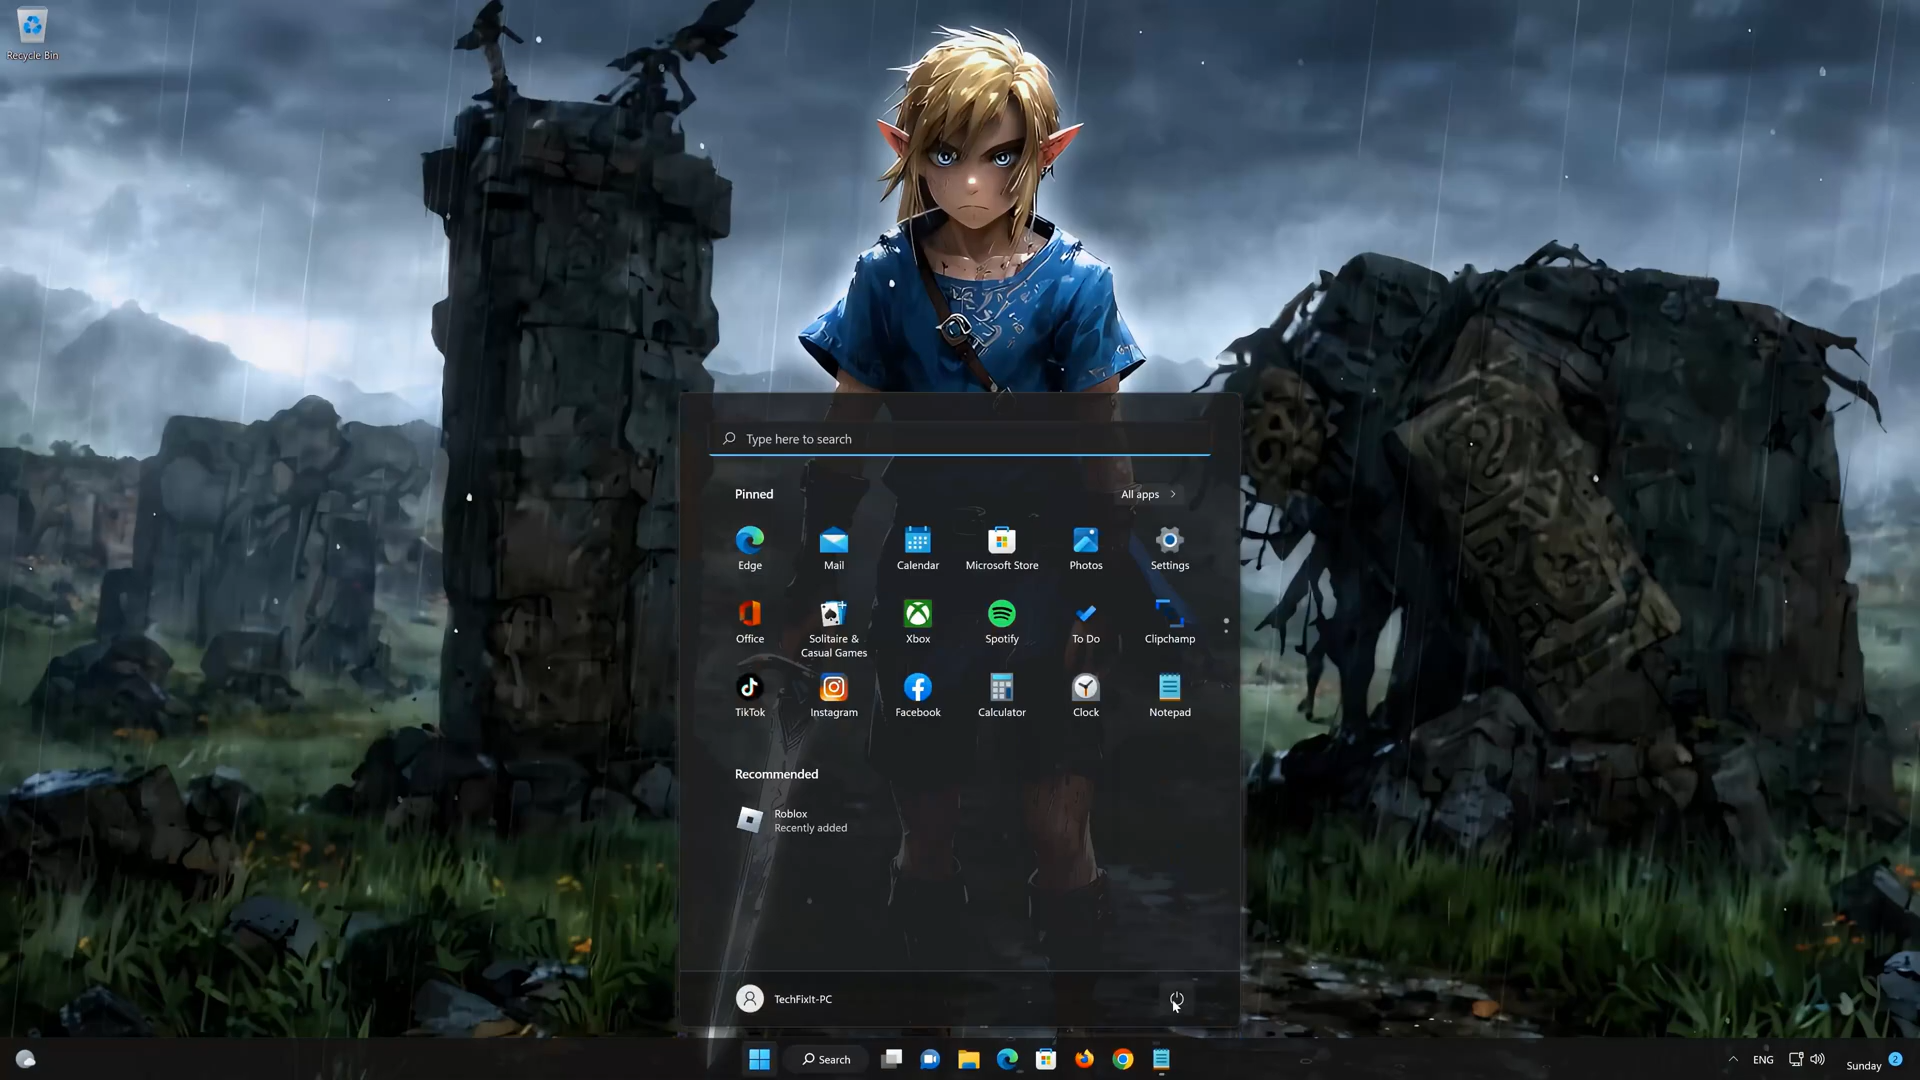 Recycle Bin
Type here to search
Pinned
All apps
Edge
Mail
Calendar
Microsoft Store
Photos
Settings
Office
Solitaire &
Casual Games
Xbox
Spotify
To Do
Clipchamp
TikTok
Instagram
Facebook
Calculator
Clock
Notepad
Recommended
Roblox
Recently added
TechFixIt-PC
Search
ENG
Sunday
2